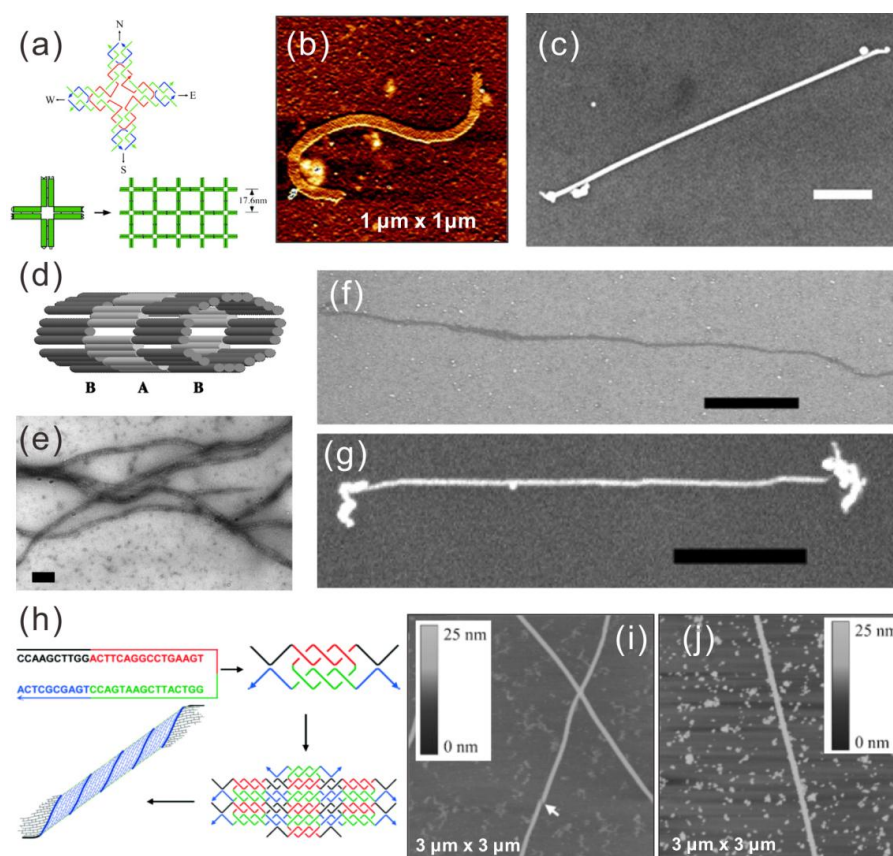 (a)
N
W
E
S
17.6nm
(b)
1 μm x 1μm
(c)
(d)
B A B
(e)
(f)
(g)
(h)
CCAAGCTTGGACTTCAGGCCTGAAGT
ACTCGCGAGTCCAGTAAGCTTACTGG
(i)
25 nm
0 nm
3 μm x 3 μm
(j)
25 nm
0 nm
3 μm x 3 μm